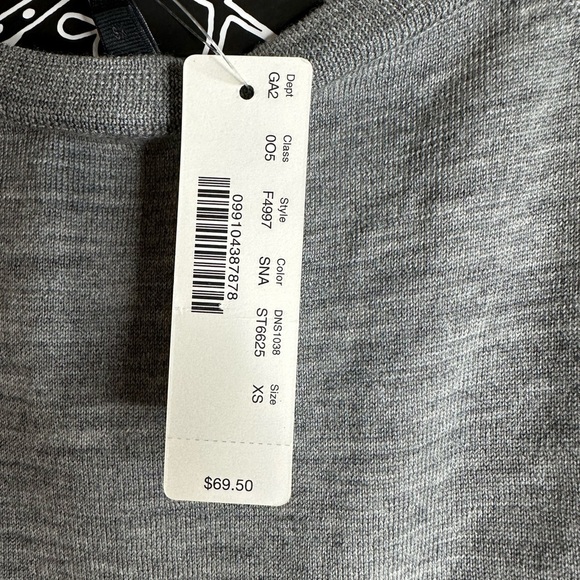 Dept Class Style Color DNS1038 Size
GA2 0O5 F4997 SNA ST6625 XS
099104387878
$69.50